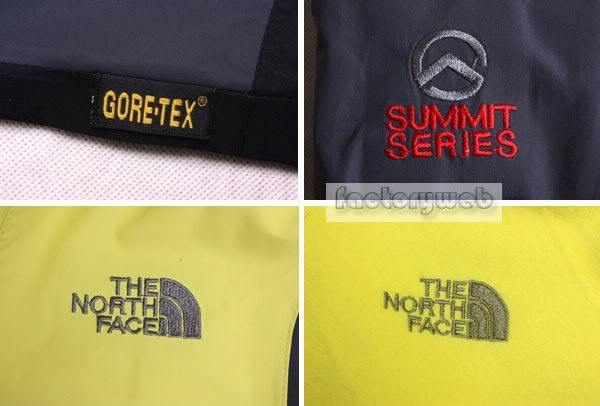 GORE-TEX®
SUMMIT
SERIES
factoryweb
THE
NORTH
FACE
THE
NORTH
FACE